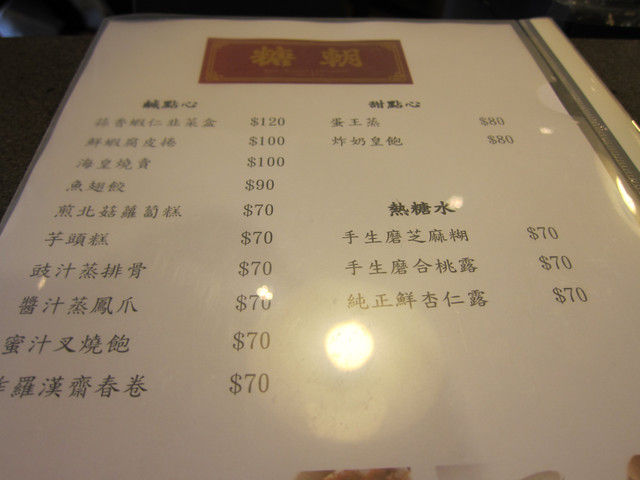 糖朝
鹹點心
蒜香蝦仁韭菜盒 $120
鮮蝦腐皮捲 $100
海皇燒賣 $100
魚翅餃 $90
煎北菇蘿蔔糕 $70
芋頭糕 $70
豉汁蒸排骨 $70
醬汁蒸鳳爪 $70
蜜汁叉燒飽 $70
炸羅漢齋春卷 $70
甜點心
蛋王蒸 $80
炸奶皇飽 $80
熱糖水
手生磨芝麻糊 $70
手生磨合桃露 $70
純正鮮杏仁露 $70